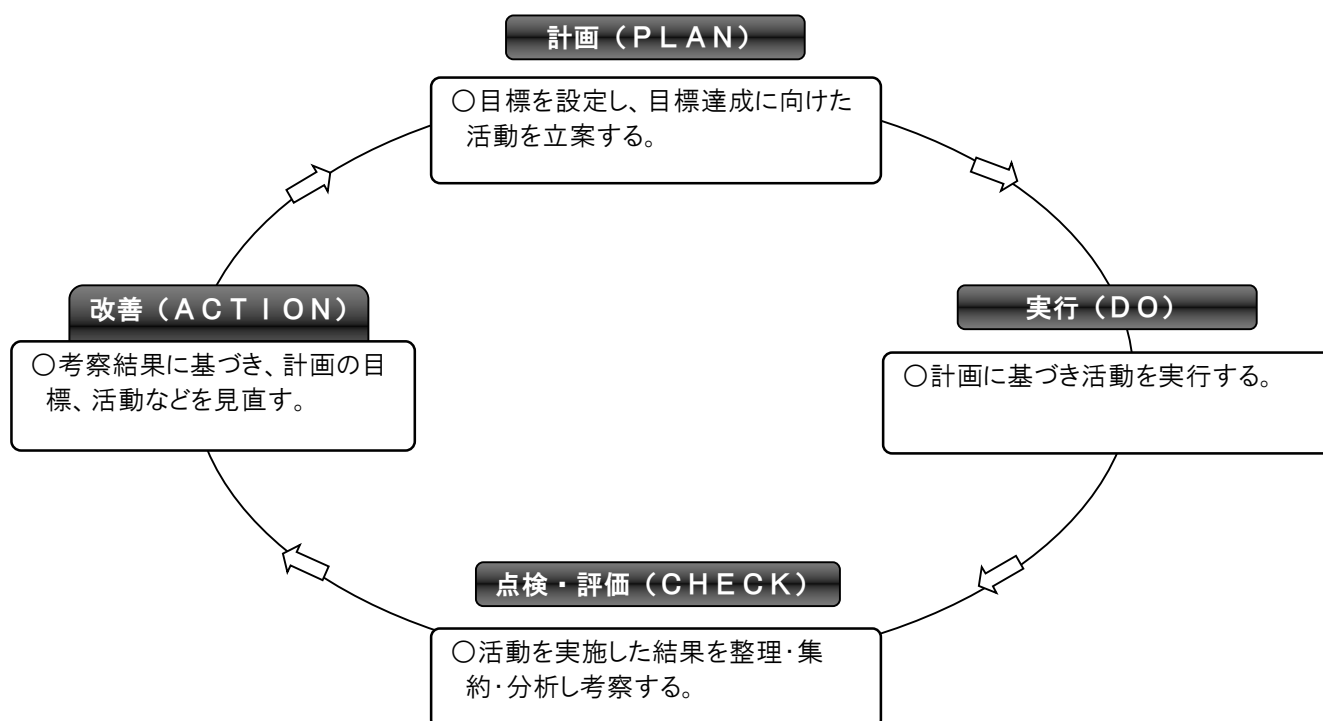 計画（ＰＬＡＮ）
○目標を設定し、目標達成に向けた
活動を立案する。
改善（ＡＣＴＩＯＮ）
○考察結果に基づき、計画の目
標、活動などを見直す。
実行（ＤＯ）
○計画に基づき活動を実行する。
点検・評価（ＣＨＥＣＫ）
○活動を実施した結果を整理・集
約・分析し考察する。